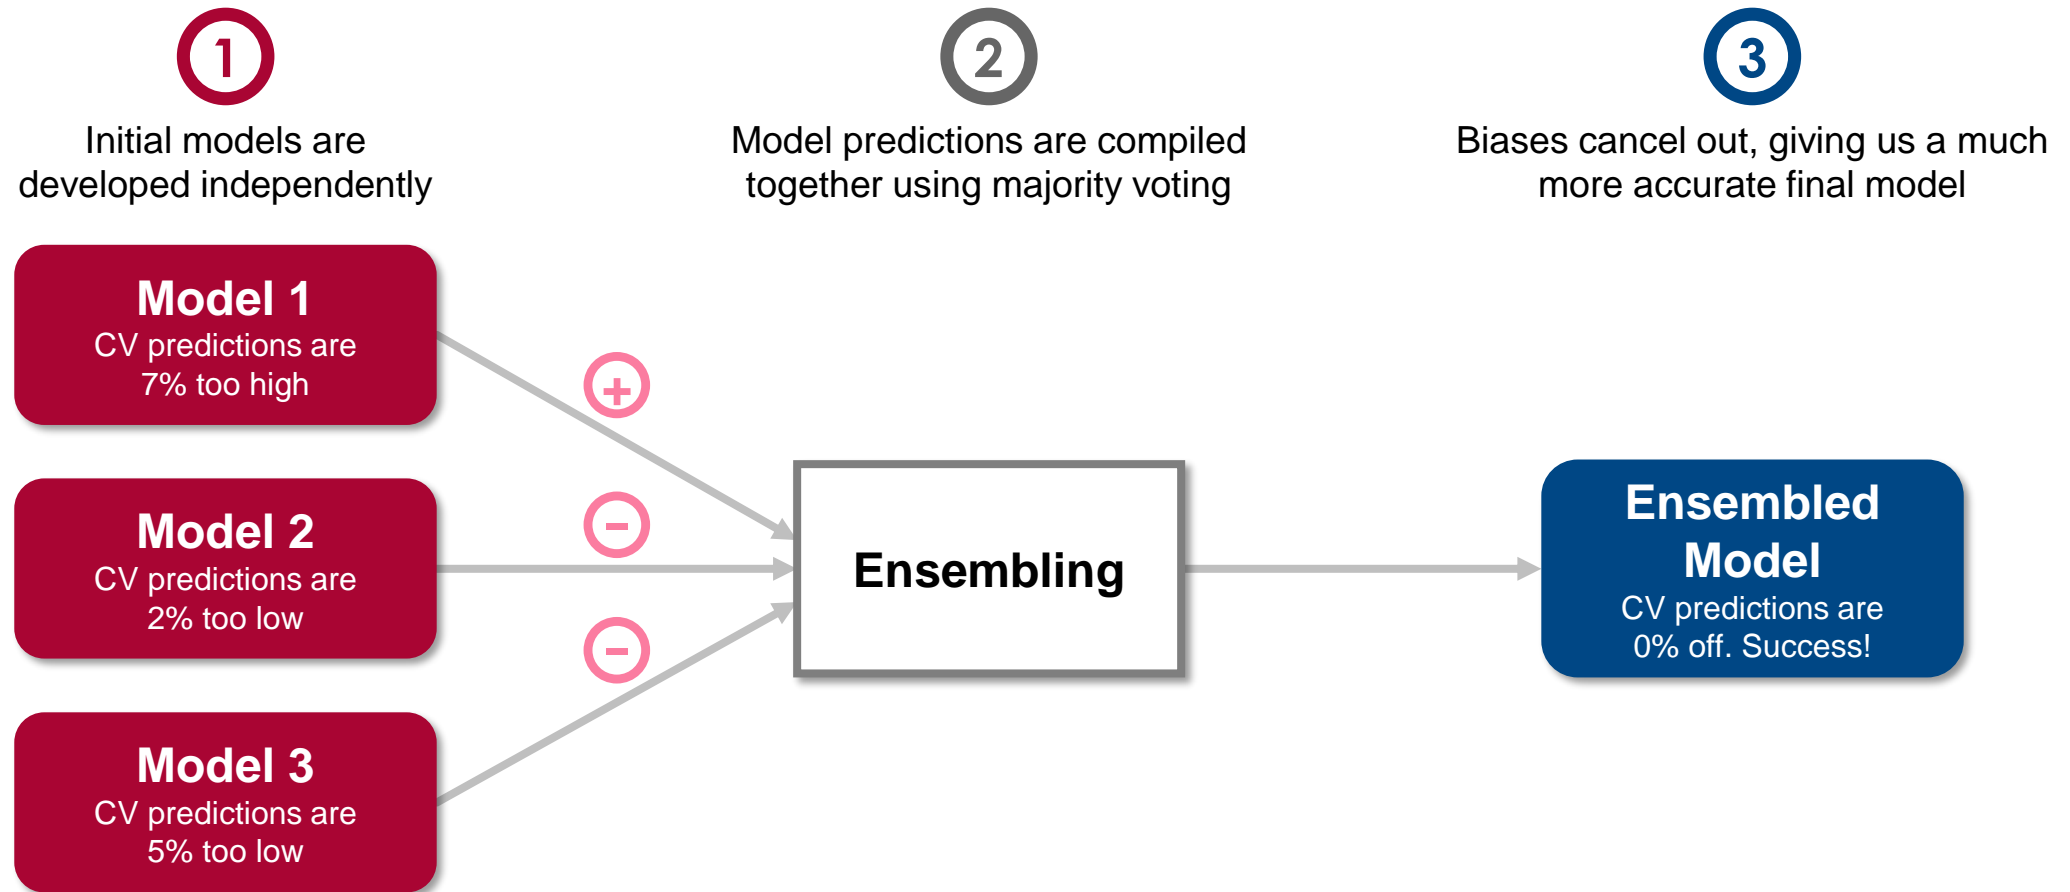 1
Initial models are
developed independently
2
Model predictions are compiled
together using majority voting
3
Biases cancel out, giving us a much
more accurate final model
Model 1
CV predictions are
7% too high
+
Model 2
CV predictions are
2% too low
-
Model 3
CV predictions are
5% too low
-
Ensembling
Ensembled
Model
CV predictions are
0% off. Success!